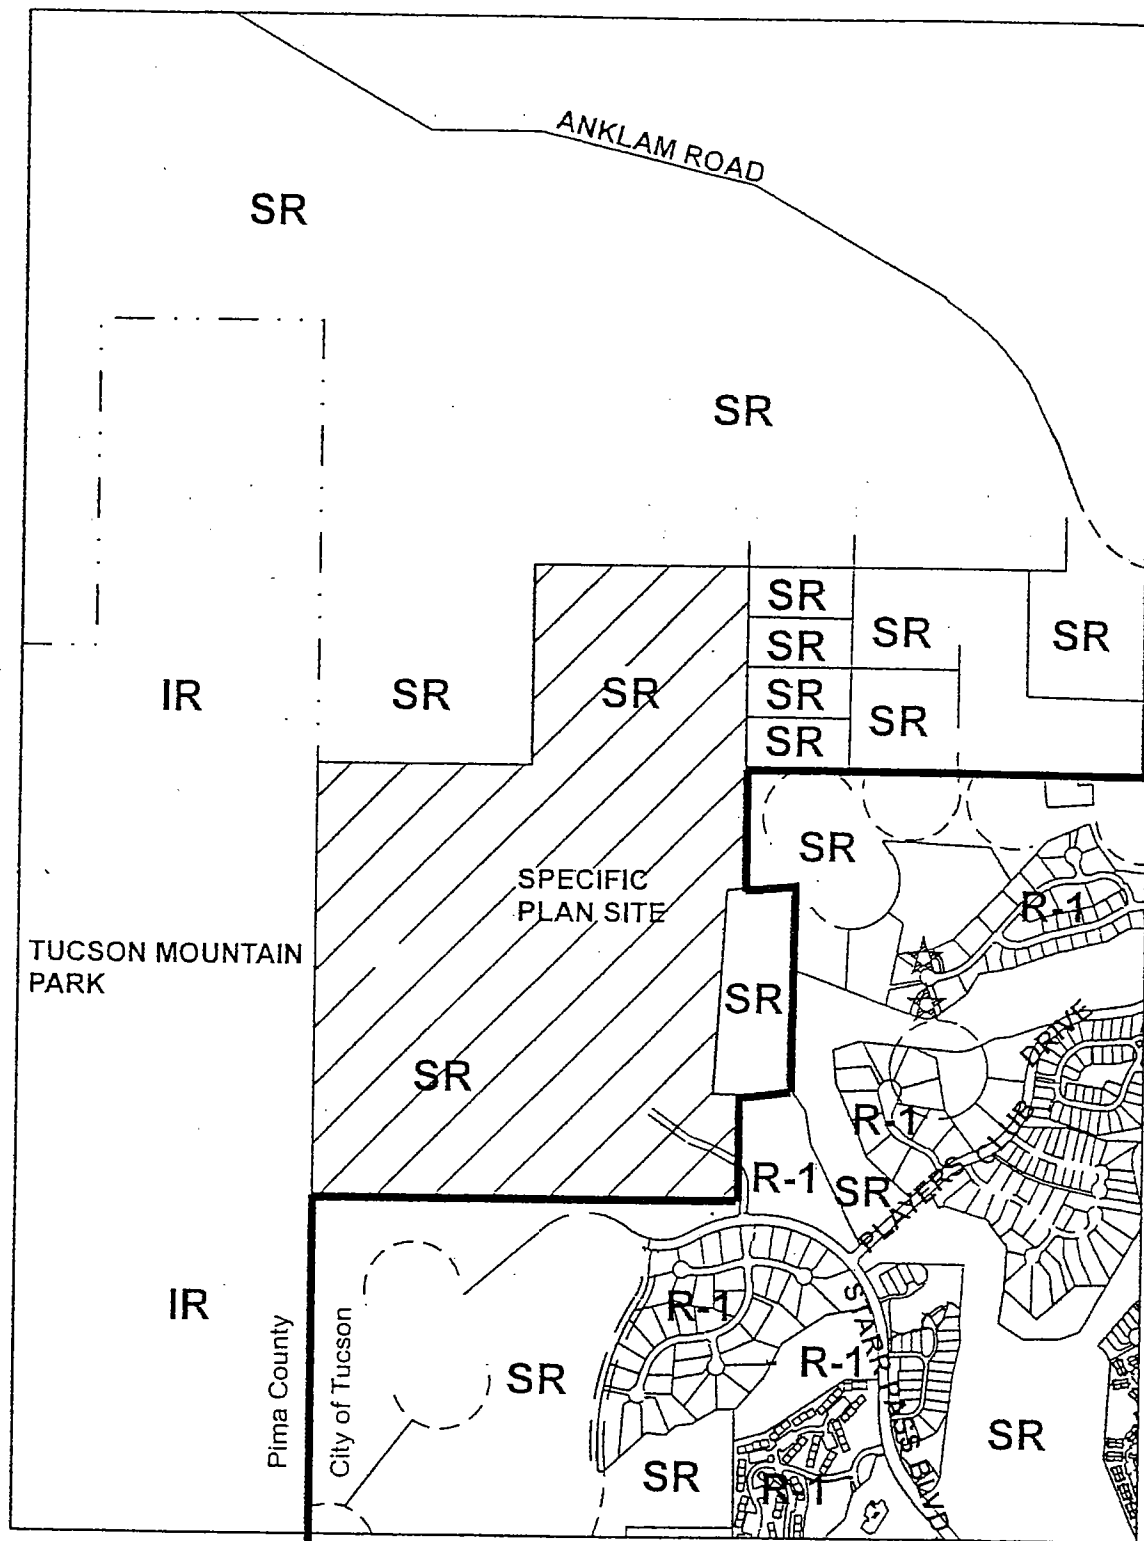 ANKLAM ROAD
SR
SR
SR
SR
SR
SR
SR
IR
SR
SR
SR
SR
SR
SR
SPECIFIC
PLAN SITE
R-1
TUCSON MOUNTAIN
PARK
SR
SR
R-1
PLAYERS CLUB DRIVE
R-1
SR
IR
Pima County
City of Tucson
R-1
STARR PASS BLVD
R-1
SR
SR
SR
R-1